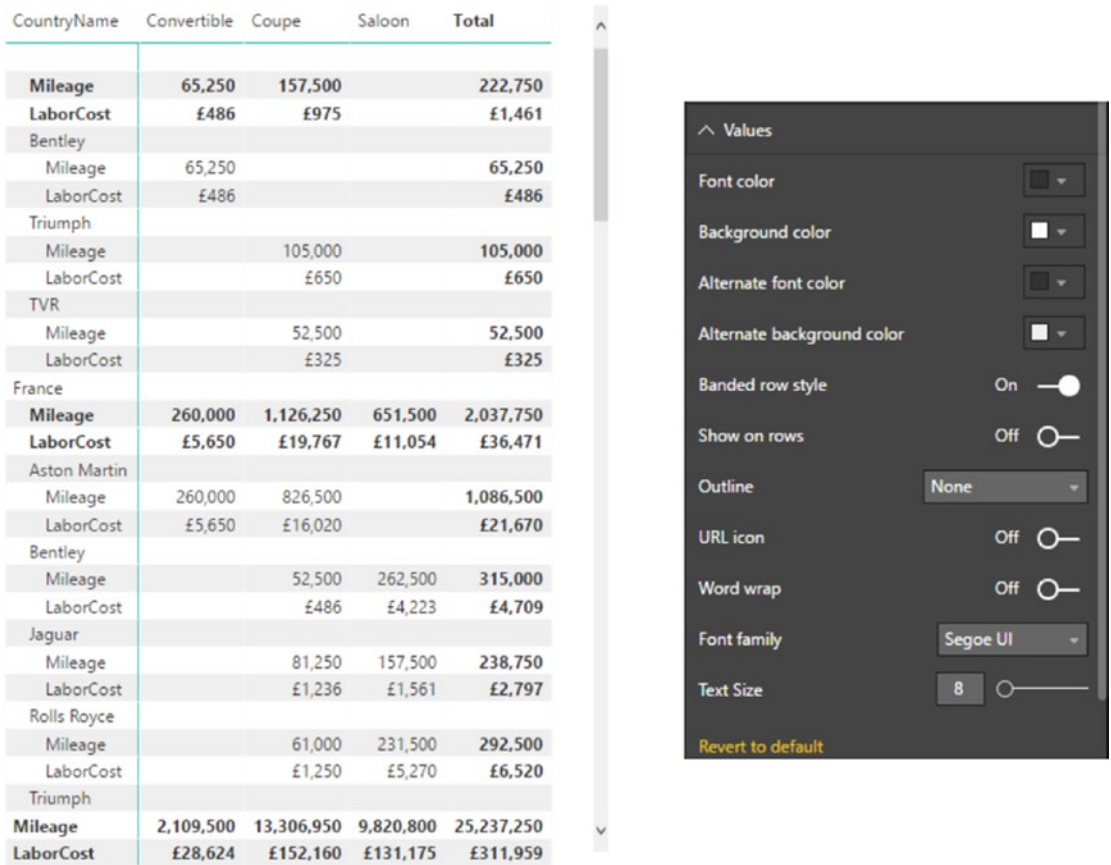 CountryName Convertible Coupe Saloon Total
Mileage 65,250 157,500 222,750
LaborCost £486 £975 £1,461
Bentley
Mileage 65,250 65,250
LaborCost £486 £486
Triumph
Mileage 105,000 105,000
LaborCost £650 £650
TVR
Mileage 52,500 52,500
LaborCost £325 £325
France
Mileage 260,000 1,126,250 651,500 2,037,750
LaborCost £5,650 £19,767 £11,054 £36,471
Aston Martin
Mileage 260,000 826,500 1,086,500
LaborCost £5,650 £16,020 £21,670
Bentley
Mileage 52,500 262,500 315,000
LaborCost £486 £4,223 £4,709
Jaguar
Mileage 81,250 157,500 238,750
LaborCost £1,236 £1,561 £2,797
Rolls Royce
Mileage 61,000 231,500 292,500
LaborCost £1,250 £5,270 £6,520
Triumph
Mileage 2,109,500 13,306,950 9,820,800 25,237,250
LaborCost £28,624 £152,160 £131,175 £311,959
Values
Font color
Background color
Alternate font color
Alternate background color
Banded row style On
Show on rows Off
Outline None
URL icon Off
Word wrap Off
Font family Segoe UI
Text Size 8
Revert to default